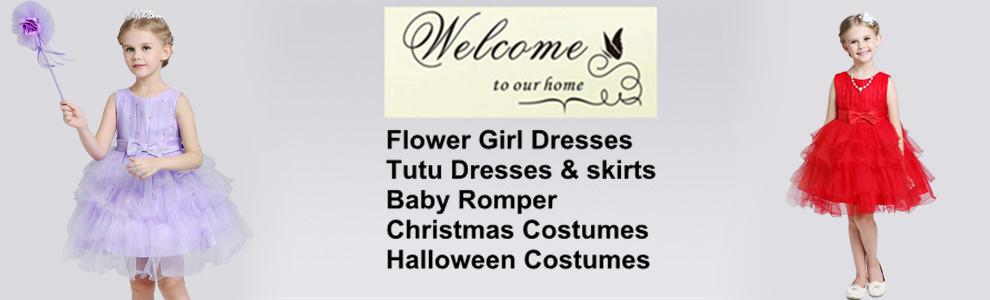 Welcome
to our home
Flower Girl Dresses
Tutu Dresses & skirts
Baby Romper
Christmas Costumes
Halloween Costumes